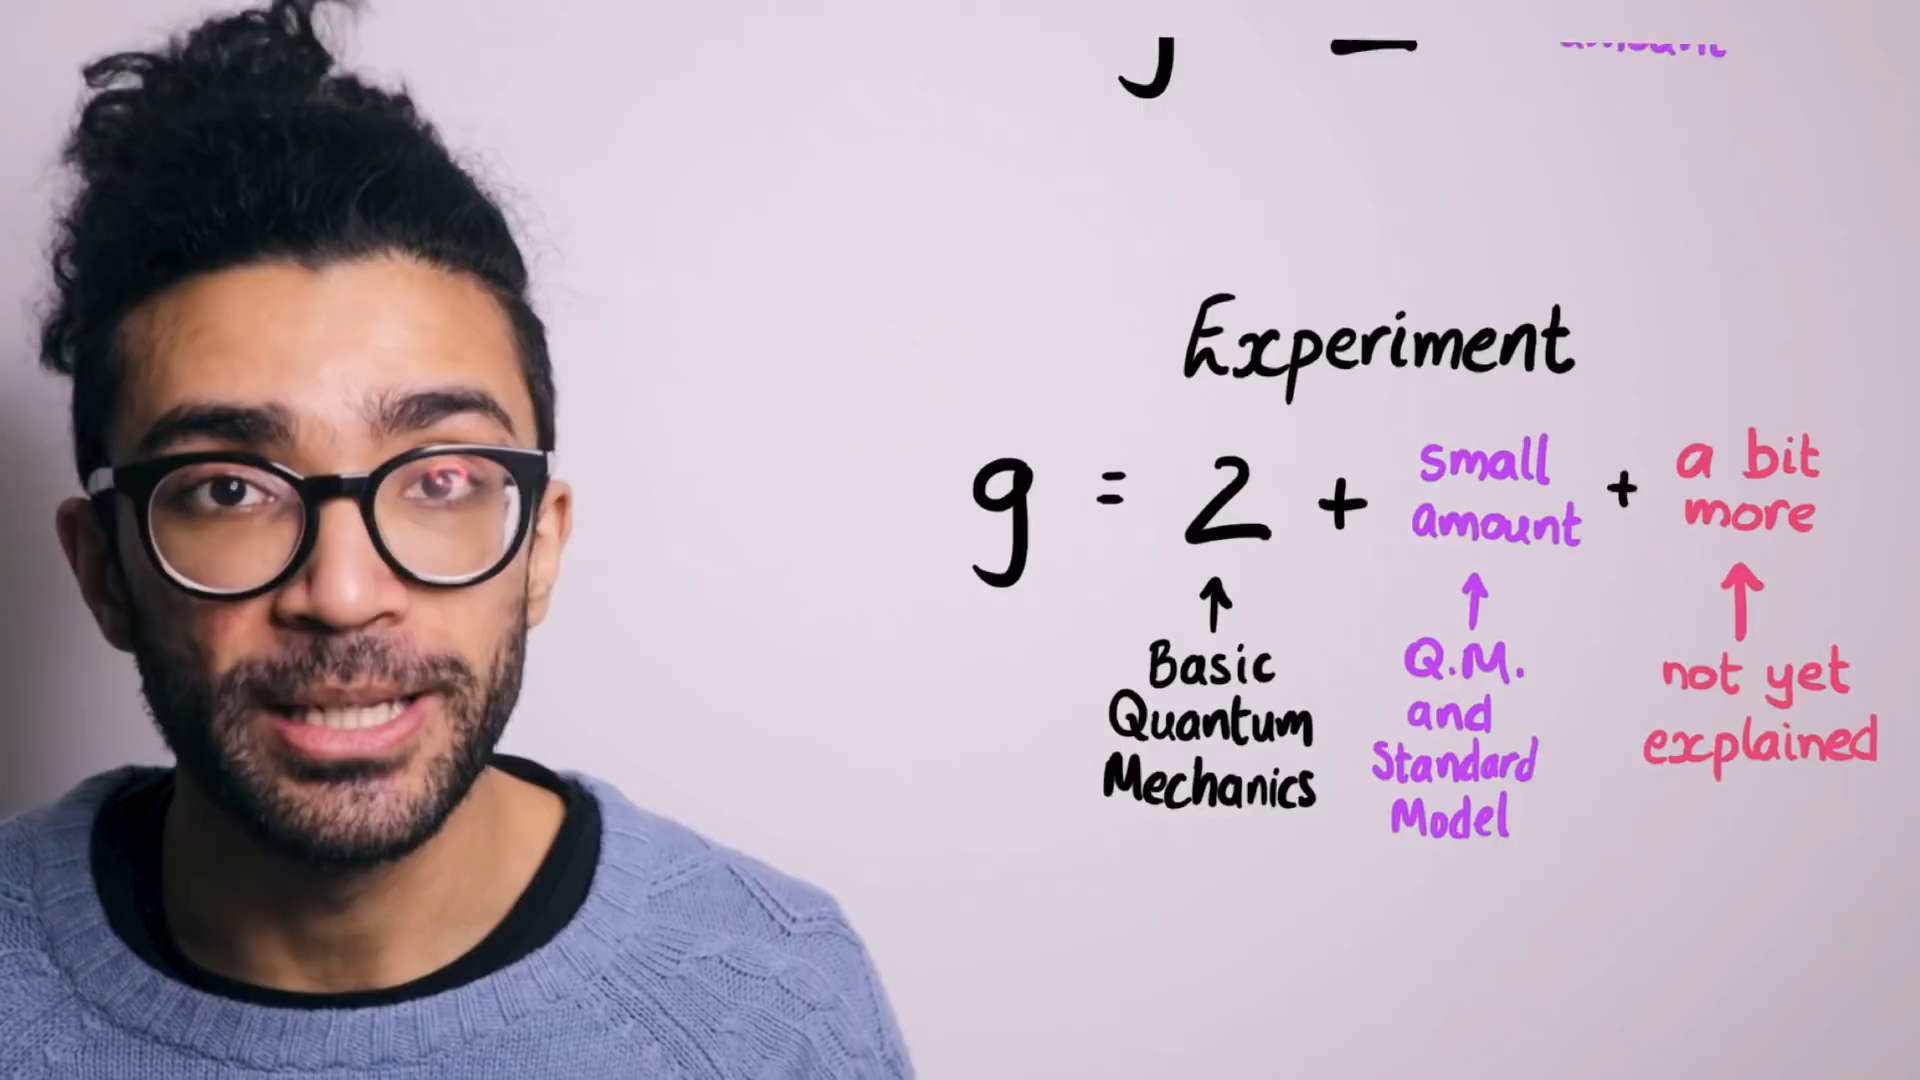 Experiment
g = 2 + small amount + a bit more
↑ ↑ ↑
Basic Quantum Mechanics
Q.M. and Standard Model
not yet explained